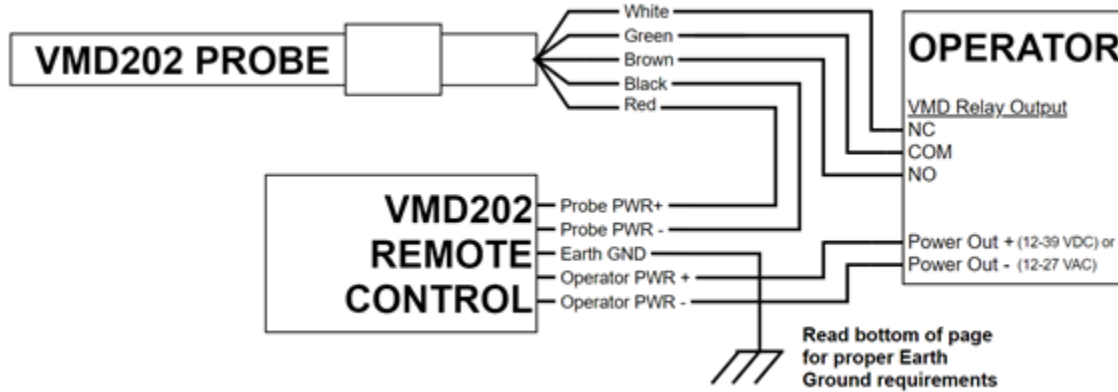 VMD202 PROBE
White
Green
Brown
Black
Red
OPERATOR
VMD Relay Output
NC
COM
NO
Power Out + (12-39 VDC) or
Power Out - (12-27 VAC)
VMD202
REMOTE
CONTROL
Probe PWR+
Probe PWR -
Earth GND
Operator PWR +
Operator PWR -
Read bottom of page
for proper Earth
Ground requirements